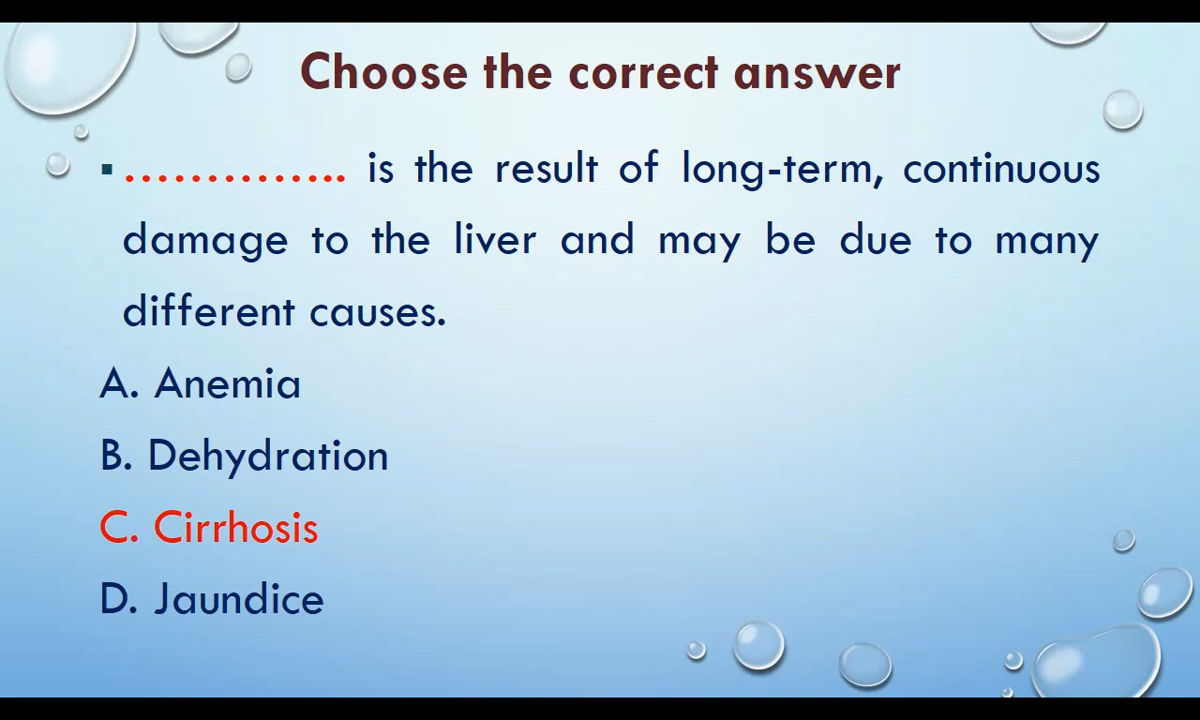 Choose the correct answer
▪ ………….. is the result of long-term, continuous
damage to the liver and may be due to many
different causes.
A. Anemia
B. Dehydration
C. Cirrhosis
D. Jaundice